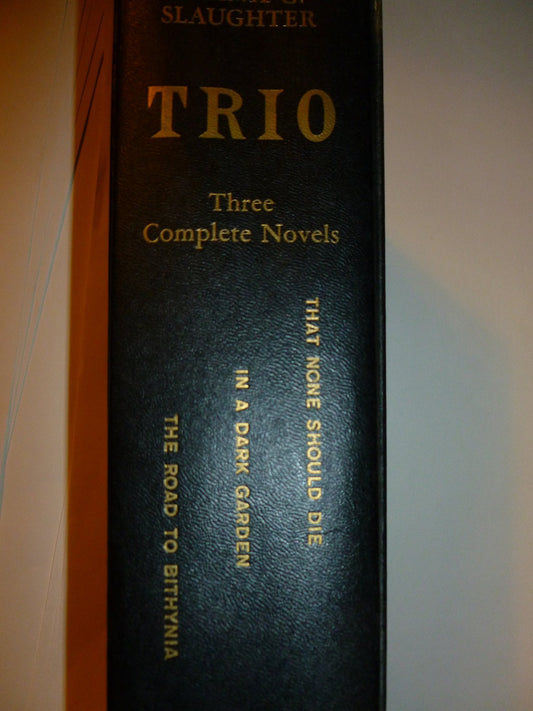 SLAUGHTER
TRIO
Three
Complete Novels
THAT NONE SHOULD DIE
IN A DARK GARDEN
THE ROAD TO BITHYNIA